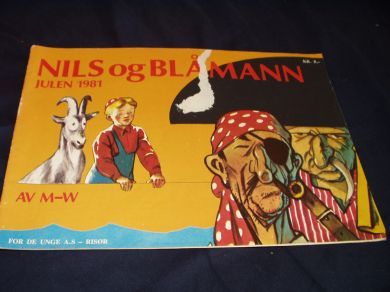 NILS og BLÅMANN
JULEN 1981
AV M-W
FOR DE UNGE A.S – RISØR